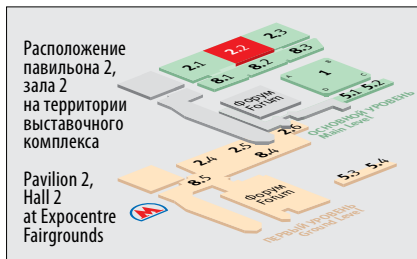 Расположение
павильона 2,
зала 2
на территории
выставочного
комплекса
Pavilion 2,
Hall 2
at Expocentre
Fairgrounds
2.1
2.2
2.3
8.1
8.2
8.3
Форум
Forum
A
B
C
D
1
5.1
5.2
ОСНОВНОЙ УРОВЕНЬ
Main Level
2.4
2.5
2.6
8.4
8.5
Форум
Forum
5.3
5.4
ПЕРВЫЙ УРОВЕНЬ
Ground Level
М